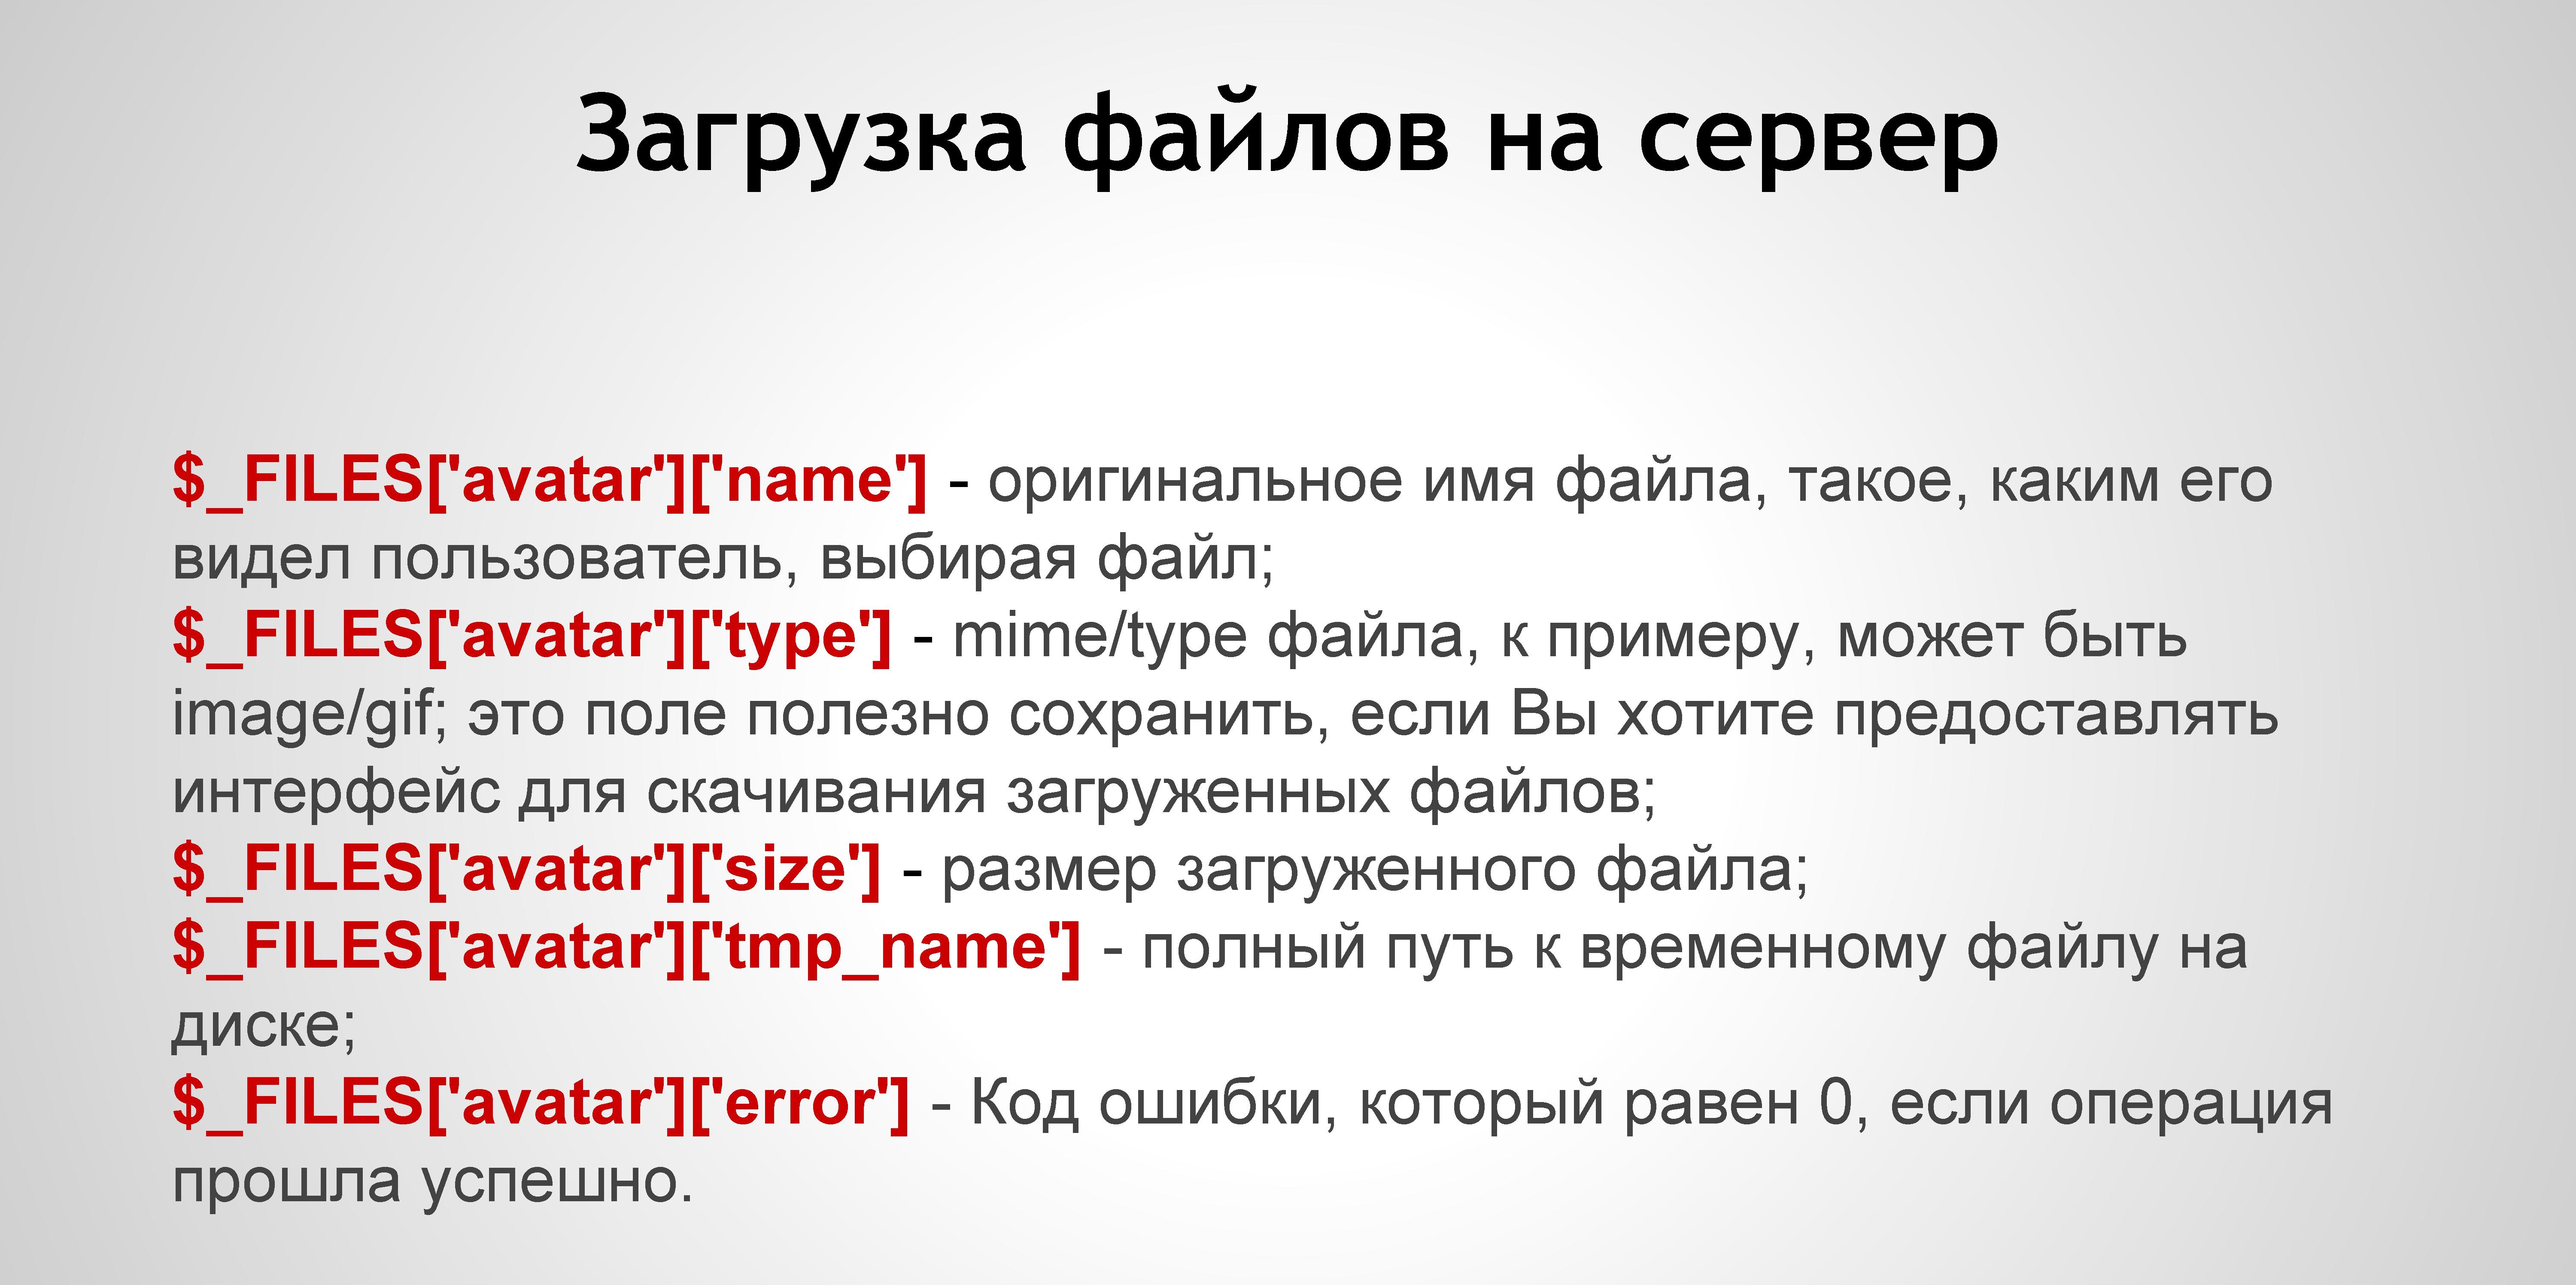 Загрузка файлов на сервер
$_FILES['avatar']['name'] - оригинальное имя файла, такое, каким его
видел пользователь, выбирая файл;
$_FILES['avatar']['type'] - mime/type файла, к примеру, может быть
image/gif; это поле полезно сохранить, если Вы хотите предоставлять
интерфейс для скачивания загруженных файлов;
$_FILES['avatar']['size'] - размер загруженного файла;
$_FILES['avatar']['tmp_name'] - полный путь к временному файлу на
диске;
$_FILES['avatar']['error'] - Код ошибки, который равен 0, если операция
прошла успешно.